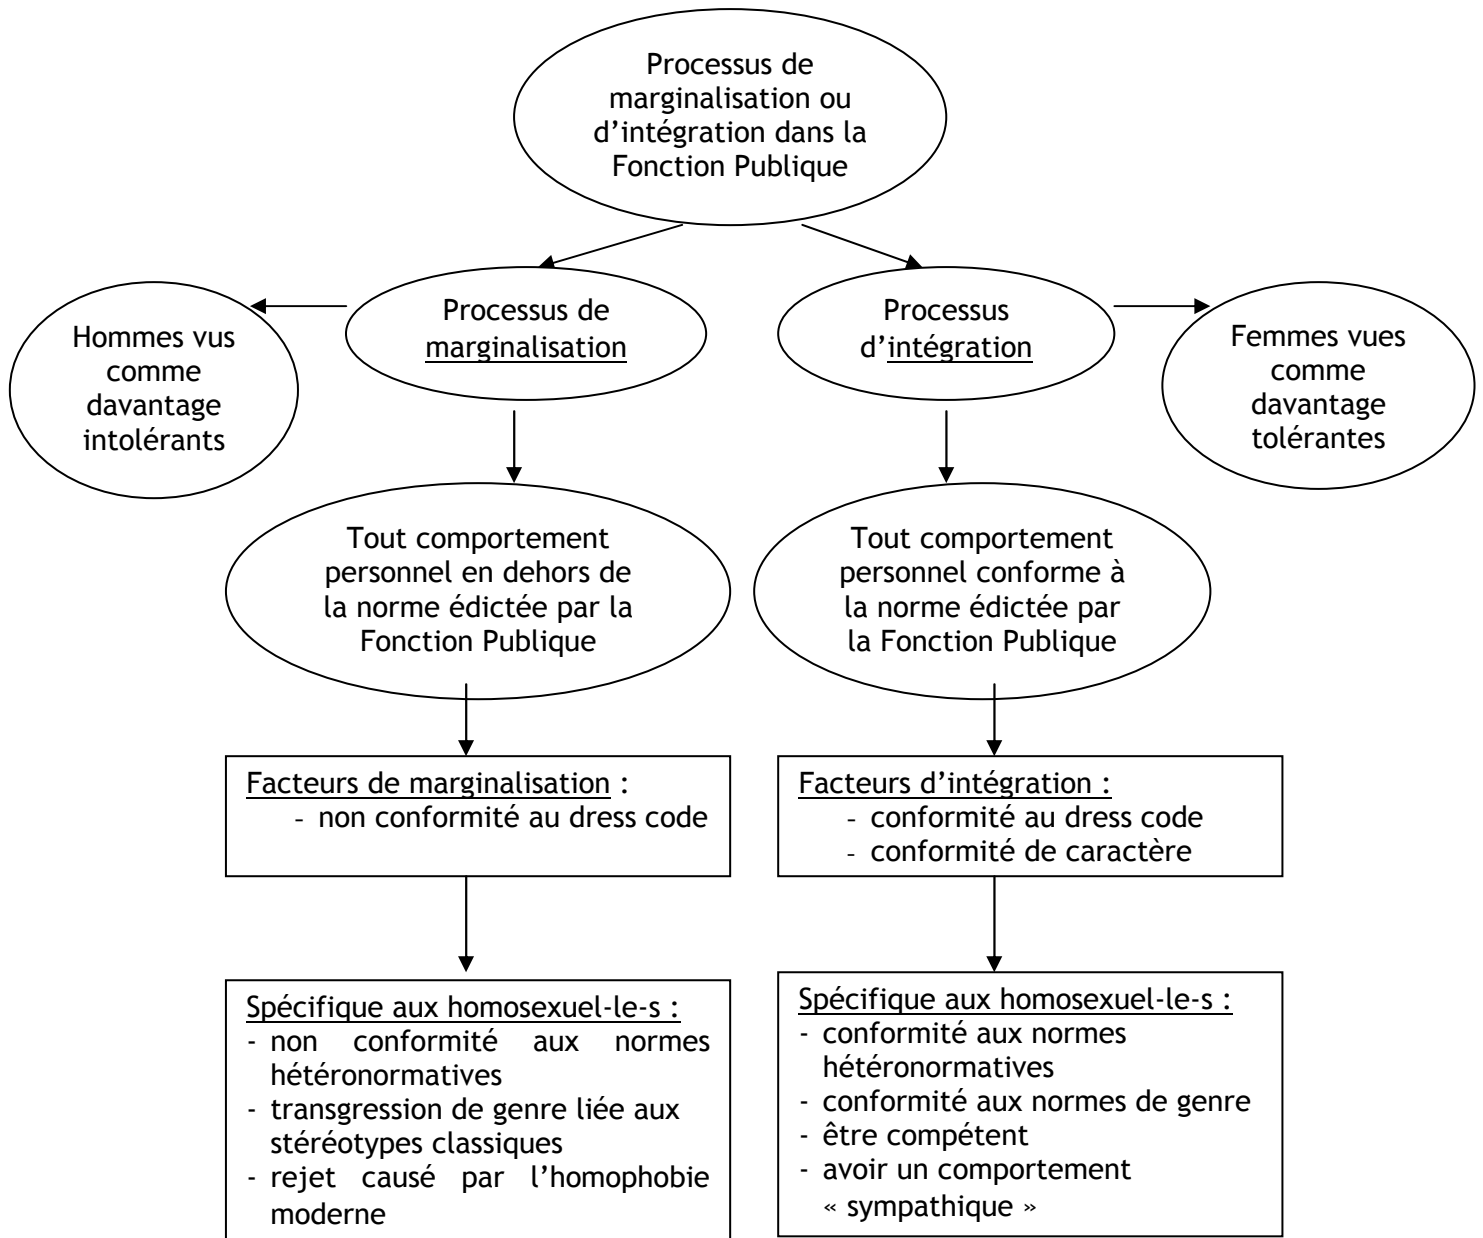 Processus de
marginalisation ou
d’intégration dans la
Fonction Publique
Hommes vus
comme
davantage
intolérants
Processus de
marginalisation
Processus
d’intégration
Femmes vues
comme
davantage
tolérantes
Tout comportement
personnel en dehors de
la norme édictée par la
Fonction Publique
Tout comportement
personnel conforme à
la norme édictée par
la Fonction Publique
Facteurs de marginalisation :
- non conformité au dress code
Facteurs d’intégration :
- conformité au dress code
- conformité de caractère
Spécifique aux homosexuel-le-s :
- non conformité aux normes
hétéronormatives
- transgression de genre liée aux
stéréotypes classiques
- rejet causé par l’homophobie
moderne
Spécifique aux homosexuel-le-s :
- conformité aux normes
hétéronormatives
- conformité aux normes de genre
- être compétent
- avoir un comportement
« sympathique »